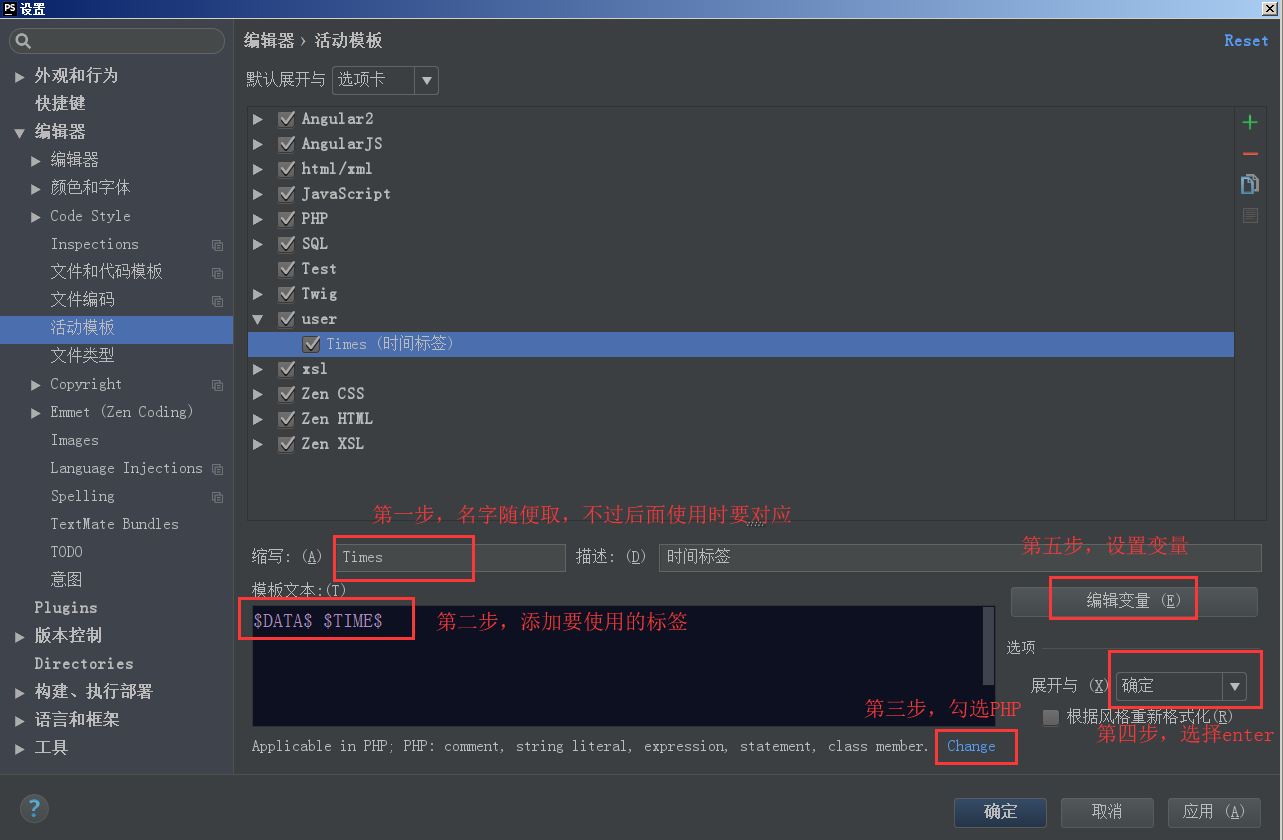 PS 设置
编辑器 › 活动模板
Reset
默认展开与 选项卡
外观和行为
快捷键
编辑器
编辑器
颜色和字体
Code Style
Inspections
文件和代码模板
文件编码
活动模板
文件类型
Copyright
Emmet (Zen Coding)
Images
Language Injections
Spelling
TextMate Bundles
TODO
意图
Plugins
版本控制
Directories
构建、执行部署
语言和框架
工具
Angular2
AngularJS
html/xml
JavaScript
PHP
SQL
Test
Twig
user
Times (时间标签)
xsl
Zen CSS
Zen HTML
Zen XSL
第一步，名字随便取，不过后面使用时要对应
缩写: (A) Times 描述: (D) 时间标签
第五步，设置变量
模板文本:(T)
编辑变量 (E)
$DATA$ $TIME$ 第二步，添加要使用的标签
选项
展开与 (X) 确定
第三步，勾选PHP
根据风格重新格式化(R)
第四步，选择enter
Applicable in PHP; PHP: comment, string literal, expression, statement, class member. Change
?
确定 取消 应用 (A)